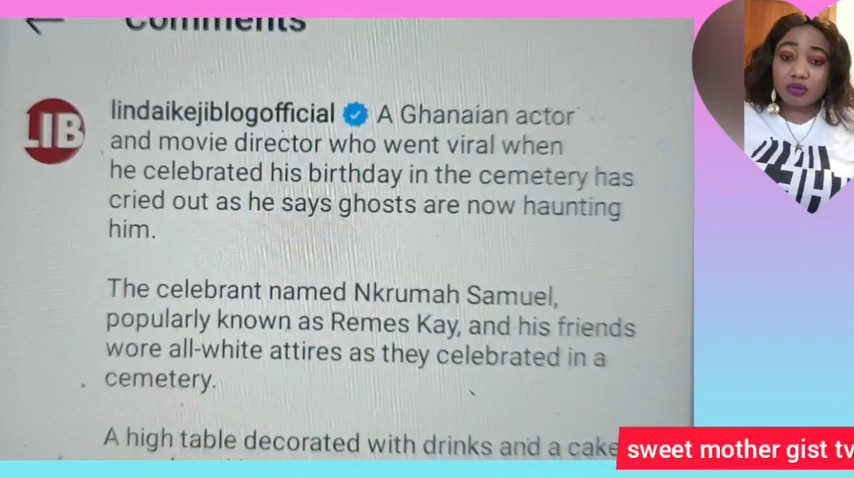 Comments
LIB
lindaikejiblogofficial A Ghanaian actor
and movie director who went viral when
he celebrated his birthday in the cemetery has
cried out as he says ghosts are now haunting
him.
The celebrant named Nkrumah Samuel,
popularly known as Remes Kay, and his friends
wore all-white attires as they celebrated in a
cemetery.
A high table decorated with drinks and a cake
sweet mother gist tv